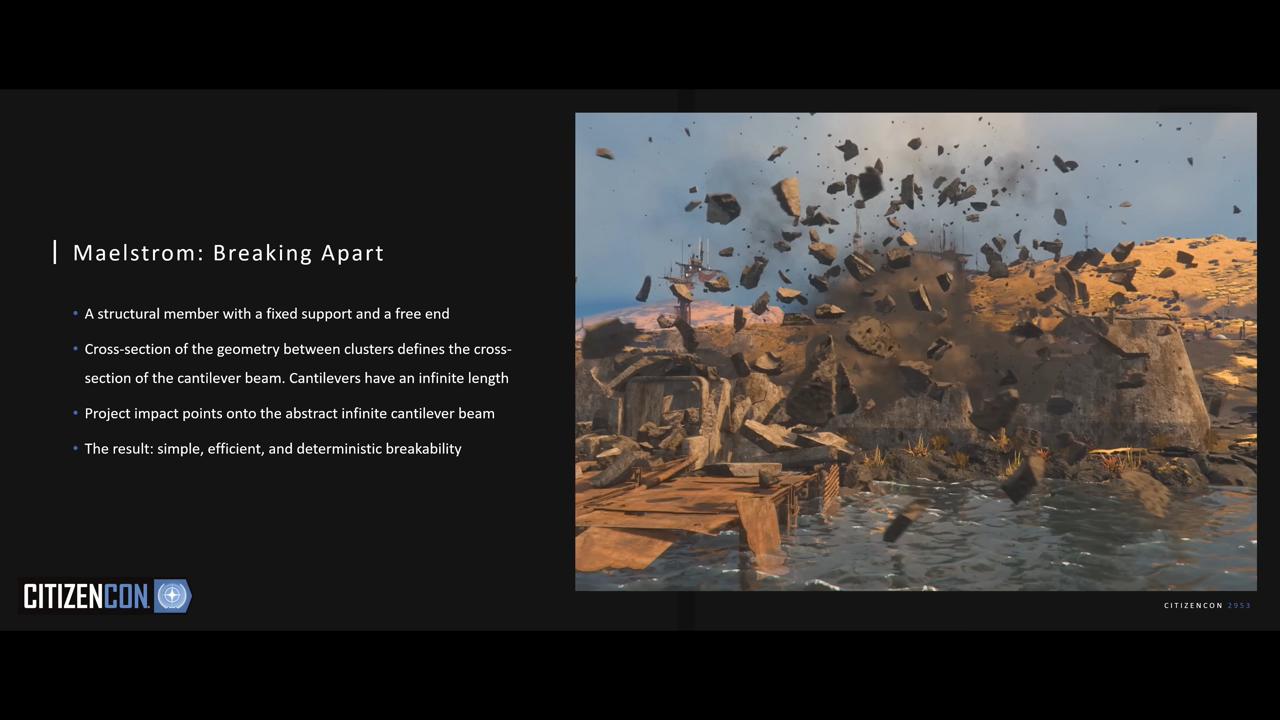 Maelstrom: Breaking Apart
• A structural member with a fixed support and a free end
• Cross-section of the geometry between clusters defines the cross-
section of the cantilever beam. Cantilevers have an infinite length
• Project impact points onto the abstract infinite cantilever beam
• The result: simple, efficient, and deterministic breakability
CITIZENCON
CITIZENCON 2953